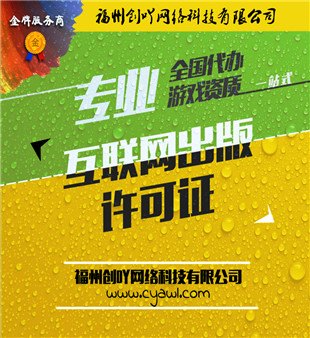 金牌服务商
福州创吖网络科技有限公司
金
专业!
全国代办
游戏资质
一站式
互联网出版
许可证
福州创吖网络科技有限公司
www.cyawl.com